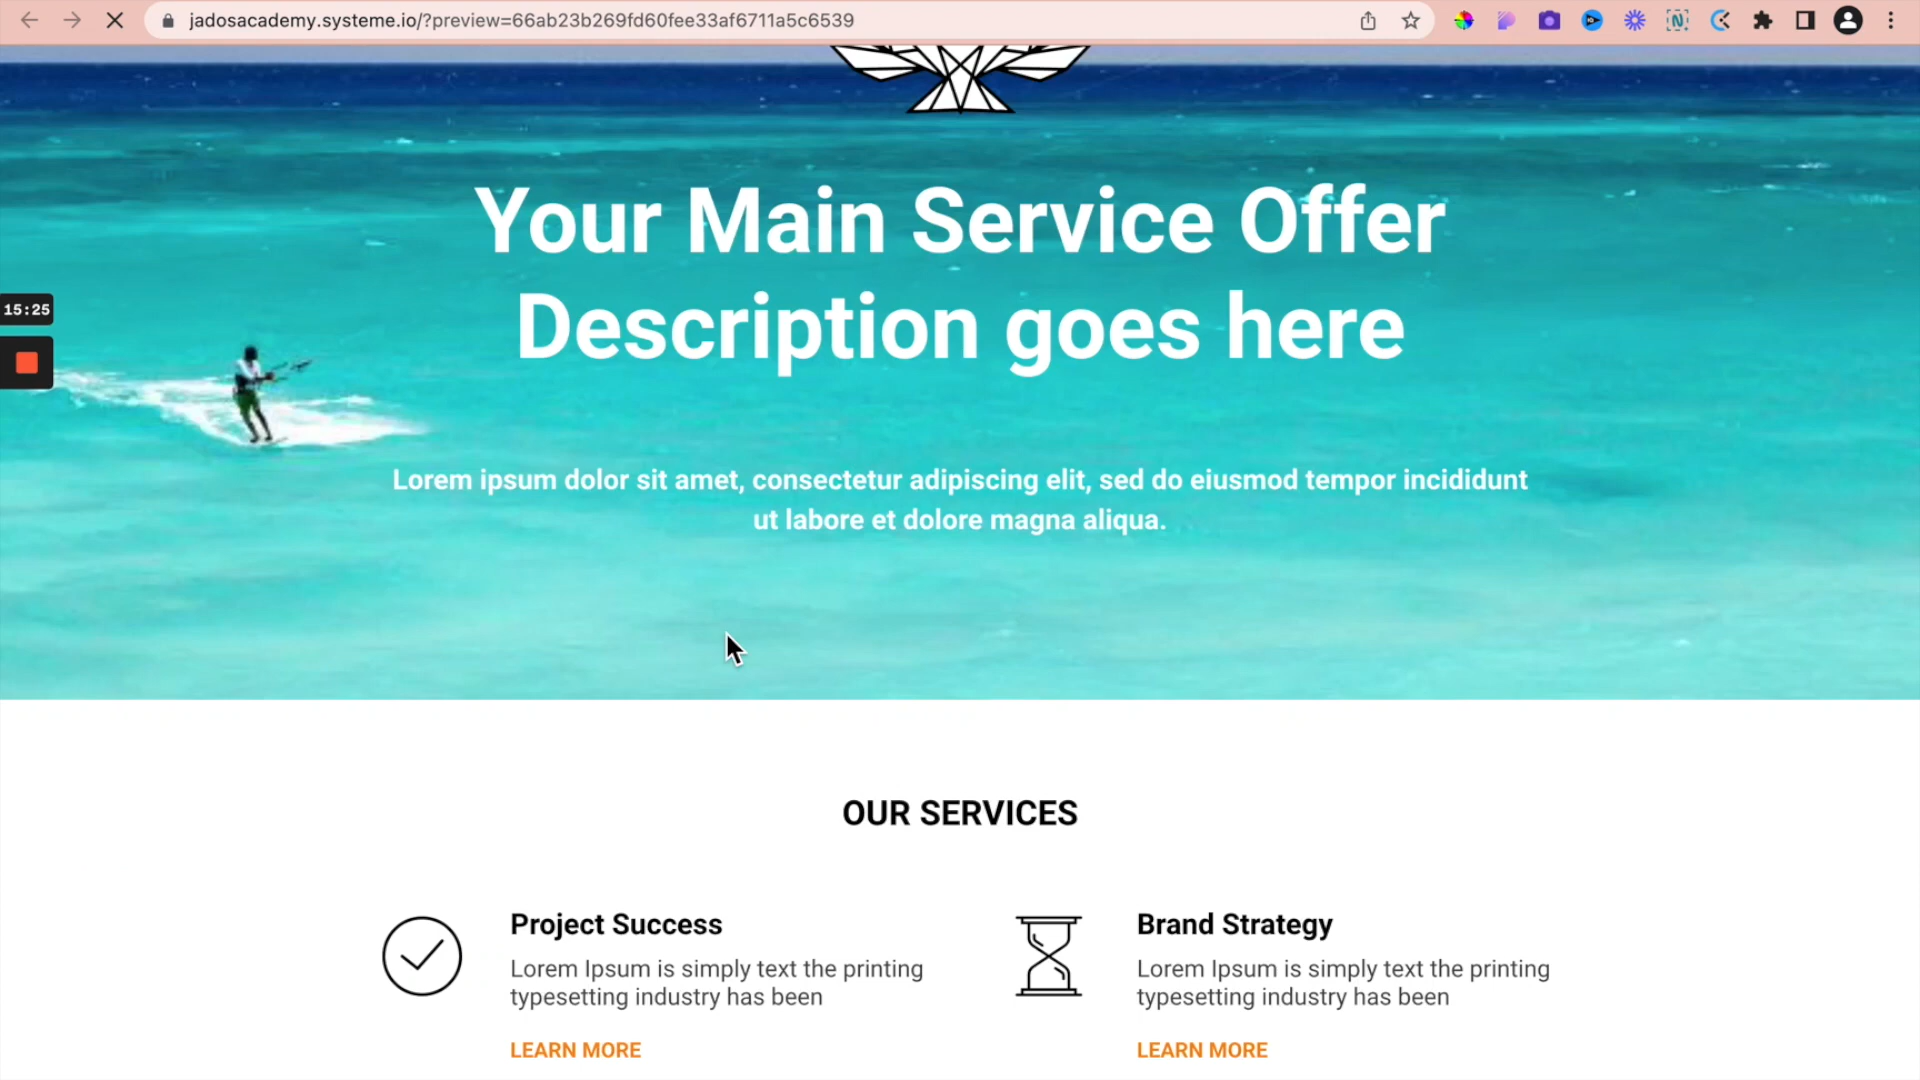 jadosacademy.systeme.io/?preview=66ab23b269fd60fee33af6711a5c6539
Your Main Service Offer
Description goes here
15:25
Lorem ipsum dolor sit amet, consectetur adipiscing elit, sed do eiusmod tempor incididunt
ut labore et dolore magna aliqua.
OUR SERVICES
Project Success
Lorem Ipsum is simply text the printing
typesetting industry has been
LEARN MORE
Brand Strategy
Lorem Ipsum is simply text the printing
typesetting industry has been
LEARN MORE